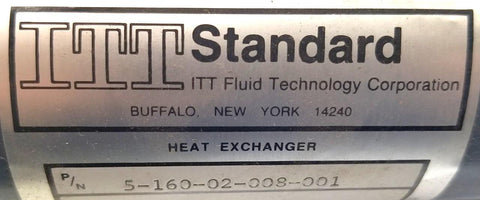 ITT Standard
ITT Fluid Technology Corporation
BUFFALO, NEW YORK 14240
HEAT EXCHANGER
P/N 5-160-02-008-001